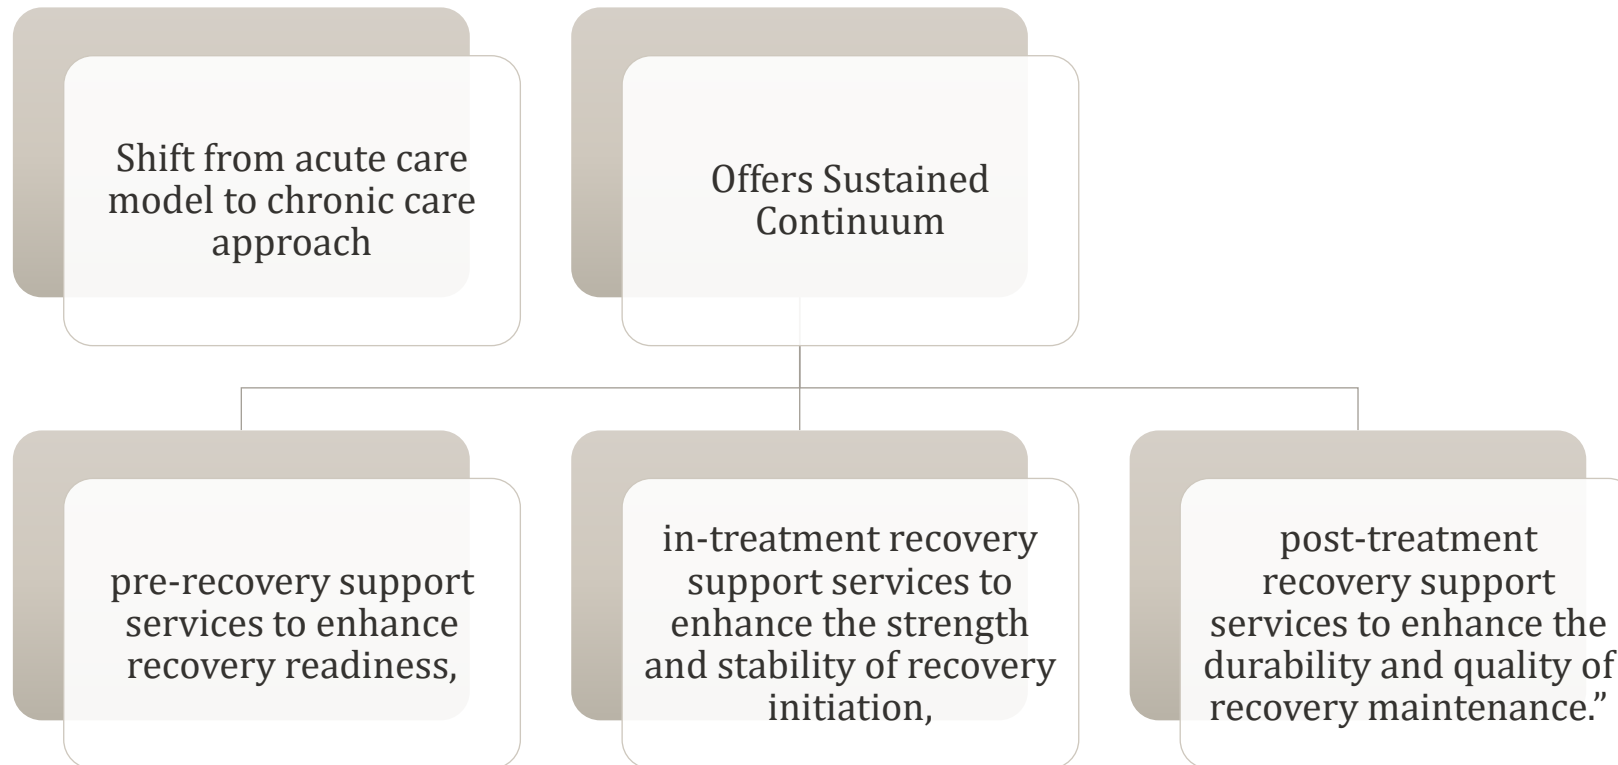 Shift from acute care
model to chronic care
approach
Offers Sustained
Continuum
pre-recovery support
services to enhance
recovery readiness,
in-treatment recovery
support services to
enhance the strength
and stability of recovery
initiation,
post-treatment
recovery support
services to enhance the
durability and quality of
recovery maintenance.”